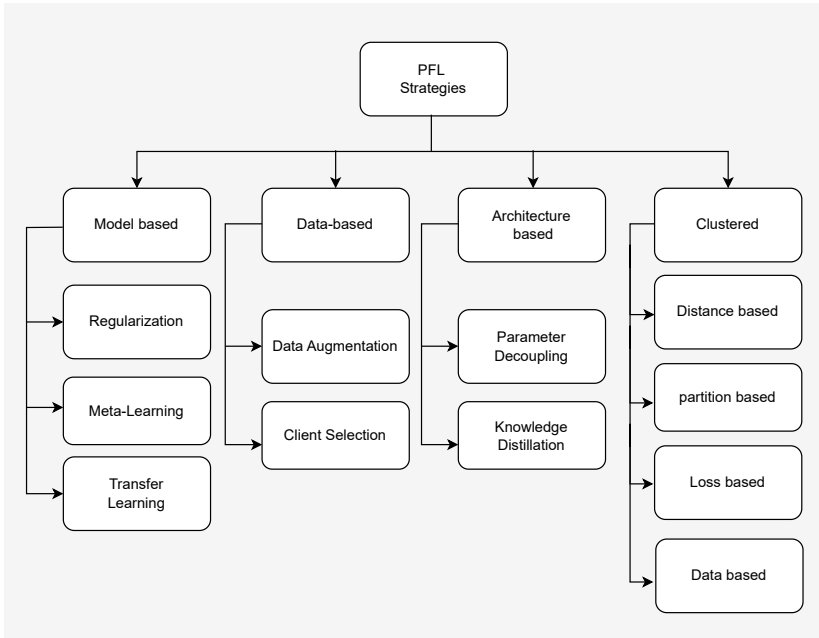 PFL
Strategies
Model based
Data-based
Architecture
based
Clustered
Regularization
Meta-Learning
Transfer
Learning
Data Augmentation
Client Selection
Parameter
Decoupling
Knowledge
Distillation
Distance based
partition based
Loss based
Data based